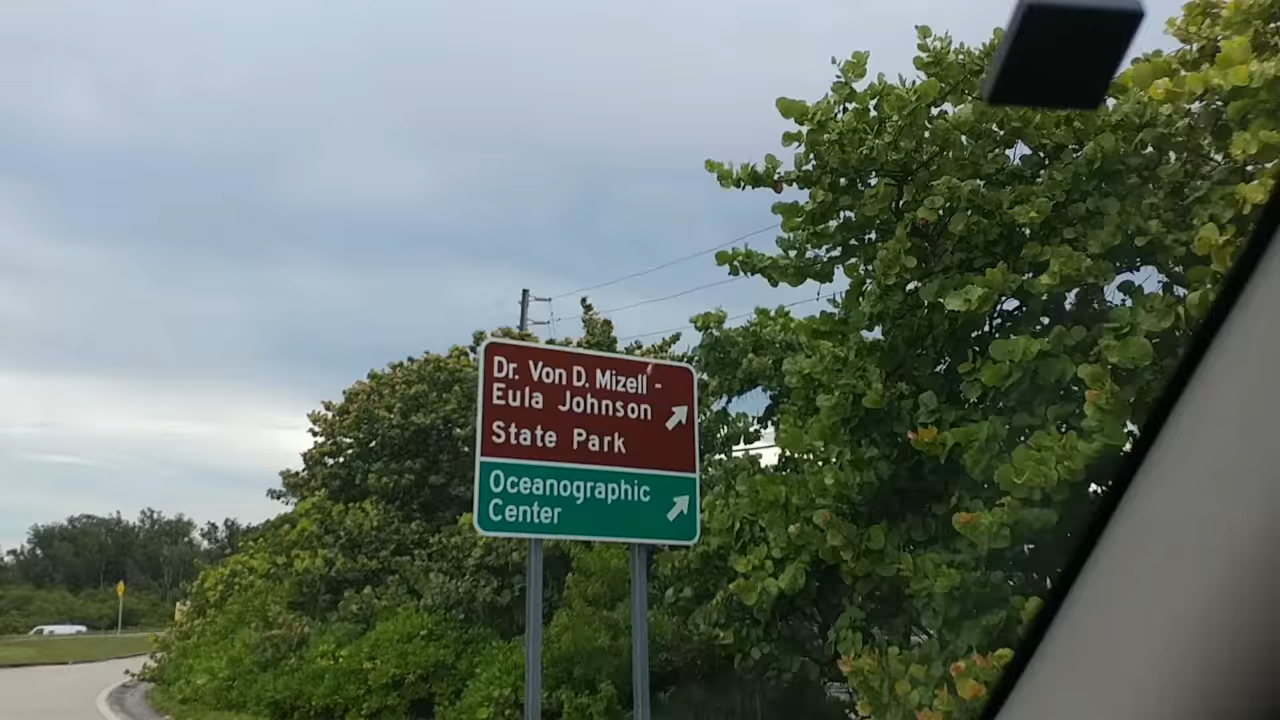 Dr. Von D. Mizell -
Eula Johnson
State Park
Oceanographic
Center